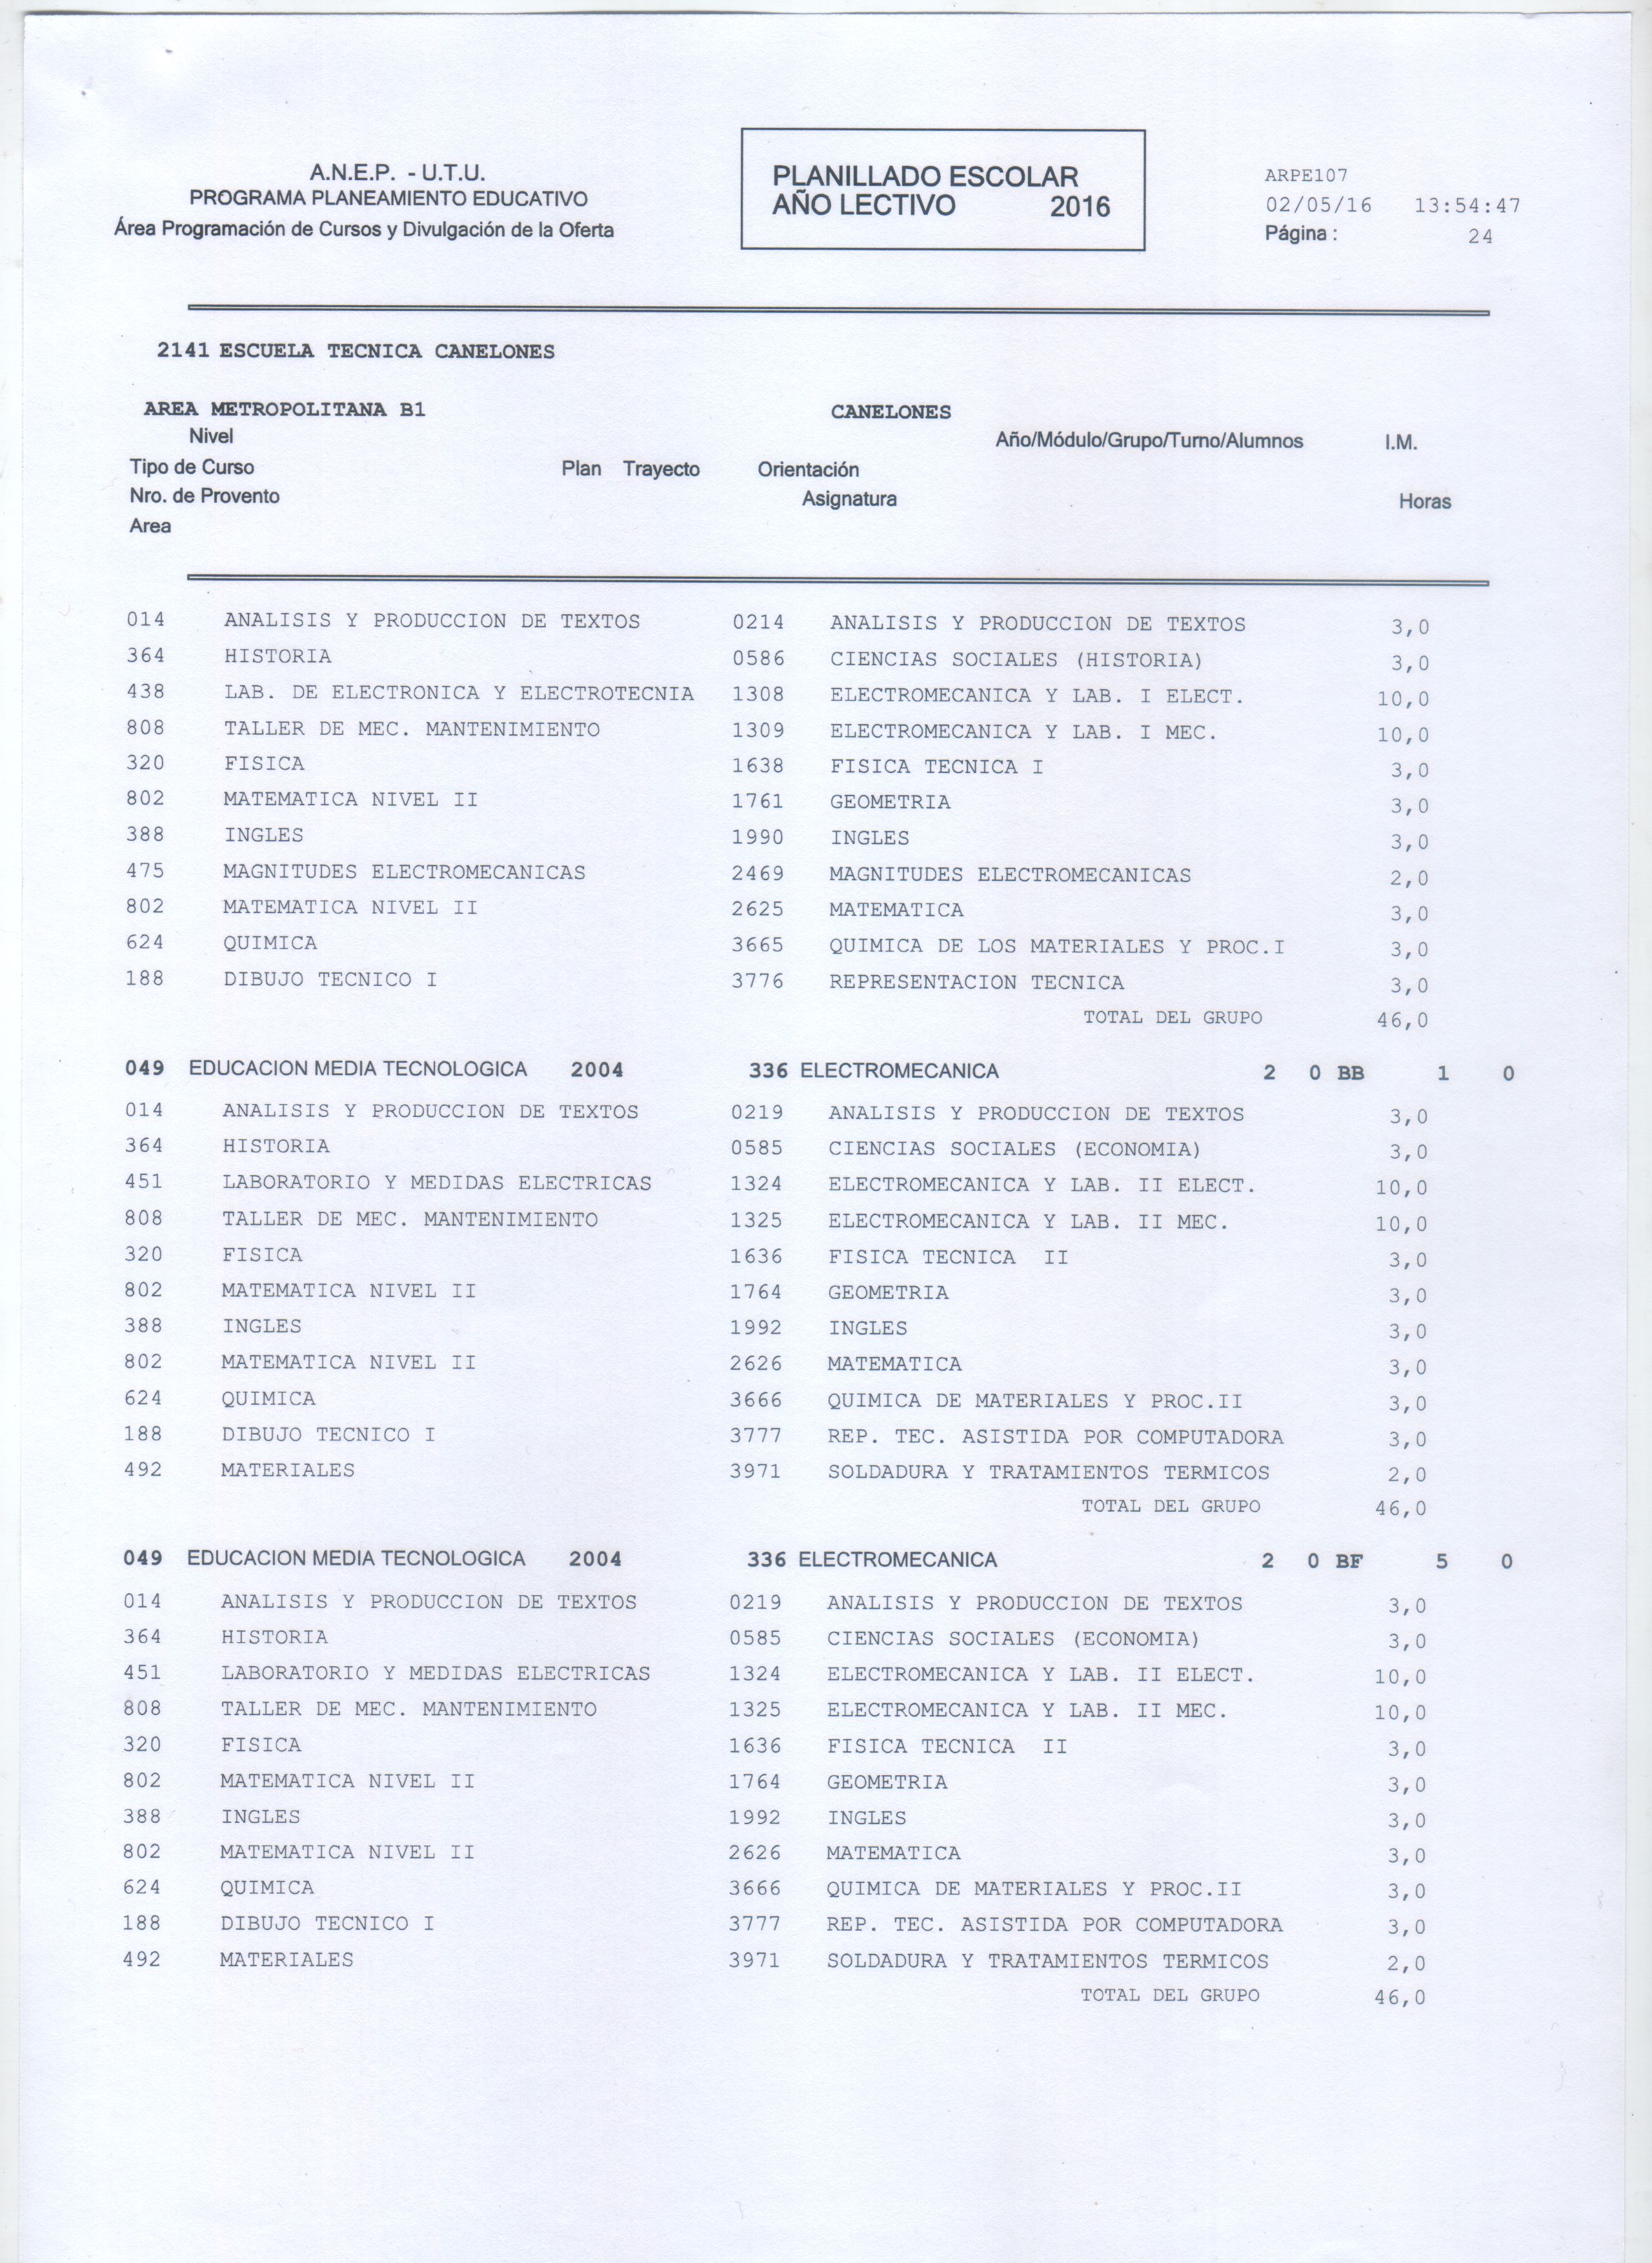 A.N.E.P. - U.T.U.
PROGRAMA PLANEAMIENTO EDUCATIVO
Área Programación de Cursos y Divulgación de la Oferta
PLANILLADO ESCOLAR
AÑO LECTIVO 2016
ARPE107
02/05/16 13:54:47
Página : 24
2141 ESCUELA TECNICA CANELONES
AREA METROPOLITANA B1 CANELONES
Nivel Año/Módulo/Grupo/Turno/Alumnos I.M.
Tipo de Curso Plan Trayecto Orientación
Nro. de Provento Asignatura Horas
Area
014 ANALISIS Y PRODUCCION DE TEXTOS 0214 ANALISIS Y PRODUCCION DE TEXTOS 3,0
364 HISTORIA 0586 CIENCIAS SOCIALES (HISTORIA) 3,0
438 LAB. DE ELECTRONICA Y ELECTROTECNIA 1308 ELECTROMECANICA Y LAB. I ELECT. 10,0
808 TALLER DE MEC. MANTENIMIENTO 1309 ELECTROMECANICA Y LAB. I MEC. 10,0
320 FISICA 1638 FISICA TECNICA I 3,0
802 MATEMATICA NIVEL II 1761 GEOMETRIA 3,0
388 INGLES 1990 INGLES 3,0
475 MAGNITUDES ELECTROMECANICAS 2469 MAGNITUDES ELECTROMECANICAS 2,0
802 MATEMATICA NIVEL II 2625 MATEMATICA 3,0
624 QUIMICA 3665 QUIMICA DE LOS MATERIALES Y PROC.I 3,0
188 DIBUJO TECNICO I 3776 REPRESENTACION TECNICA 3,0
TOTAL DEL GRUPO 46,0
049 EDUCACION MEDIA TECNOLOGICA 2004 336 ELECTROMECANICA 2 0 BB 1 0
014 ANALISIS Y PRODUCCION DE TEXTOS 0219 ANALISIS Y PRODUCCION DE TEXTOS 3,0
364 HISTORIA 0585 CIENCIAS SOCIALES (ECONOMIA) 3,0
451 LABORATORIO Y MEDIDAS ELECTRICAS 1324 ELECTROMECANICA Y LAB. II ELECT. 10,0
808 TALLER DE MEC. MANTENIMIENTO 1325 ELECTROMECANICA Y LAB. II MEC. 10,0
320 FISICA 1636 FISICA TECNICA II 3,0
802 MATEMATICA NIVEL II 1764 GEOMETRIA 3,0
388 INGLES 1992 INGLES 3,0
802 MATEMATICA NIVEL II 2626 MATEMATICA 3,0
624 QUIMICA 3666 QUIMICA DE MATERIALES Y PROC.II 3,0
188 DIBUJO TECNICO I 3777 REP. TEC. ASISTIDA POR COMPUTADORA 3,0
492 MATERIALES 3971 SOLDADURA Y TRATAMIENTOS TERMICOS 2,0
TOTAL DEL GRUPO 46,0
049 EDUCACION MEDIA TECNOLOGICA 2004 336 ELECTROMECANICA 2 0 BF 5 0
014 ANALISIS Y PRODUCCION DE TEXTOS 0219 ANALISIS Y PRODUCCION DE TEXTOS 3,0
364 HISTORIA 0585 CIENCIAS SOCIALES (ECONOMIA) 3,0
451 LABORATORIO Y MEDIDAS ELECTRICAS 1324 ELECTROMECANICA Y LAB. II ELECT. 10,0
808 TALLER DE MEC. MANTENIMIENTO 1325 ELECTROMECANICA Y LAB. II MEC. 10,0
320 FISICA 1636 FISICA TECNICA II 3,0
802 MATEMATICA NIVEL II 1764 GEOMETRIA 3,0
388 INGLES 1992 INGLES 3,0
802 MATEMATICA NIVEL II 2626 MATEMATICA 3,0
624 QUIMICA 3666 QUIMICA DE MATERIALES Y PROC.II 3,0
188 DIBUJO TECNICO I 3777 REP. TEC. ASISTIDA POR COMPUTADORA 3,0
492 MATERIALES 3971 SOLDADURA Y TRATAMIENTOS TERMICOS 2,0
TOTAL DEL GRUPO 46,0